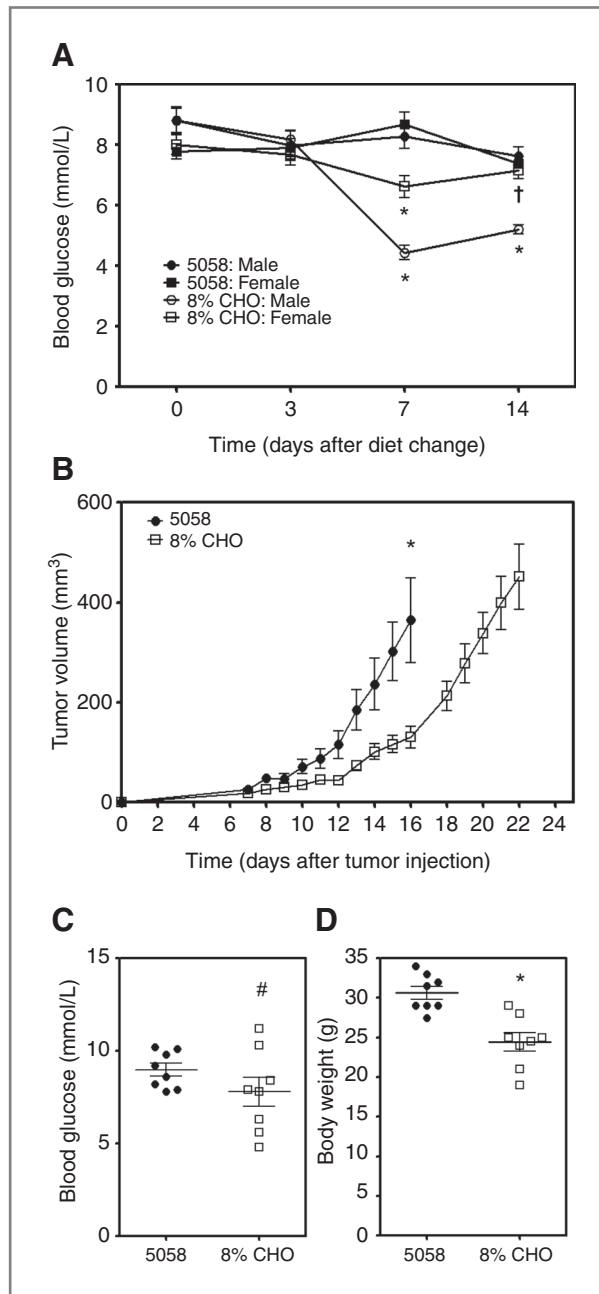 A
10
8
6
4
2
0
Blood glucose (mmol/L)
*
*
†
*
5058: Male
5058: Female
8% CHO: Male
8% CHO: Female
0 3 7 14
Time (days after diet change)
B
600
400
200
0
Tumor volume (mm³)
5058
8% CHO
*
0 2 4 6 8 10 12 14 16 18 20 22 24
Time (days after tumor injection)
C
15
10
5
0
Blood glucose (mmol/L)
#
5058 8% CHO
D
35
30
25
20
15
10
5
0
Body weight (g)
*
5058 8% CHO